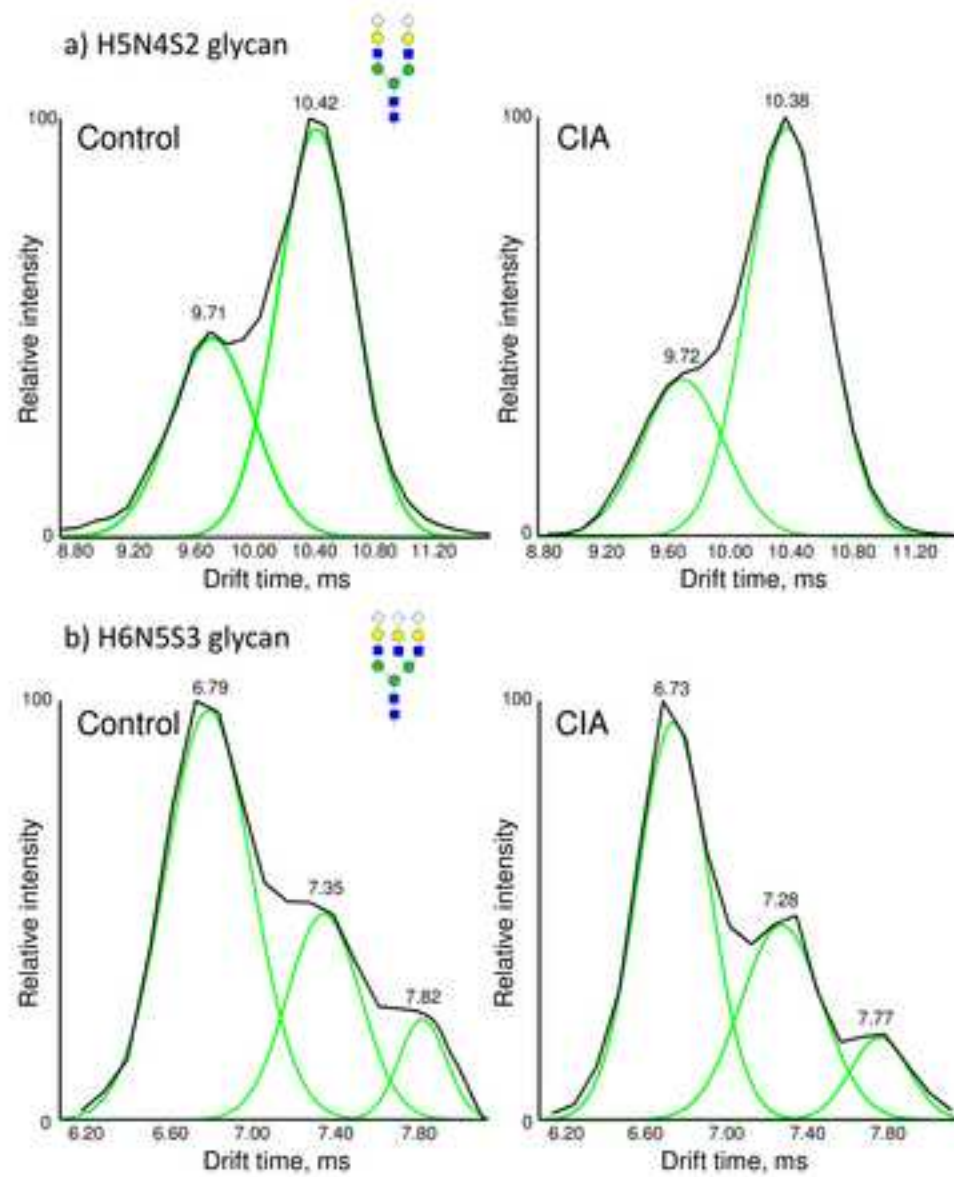 a) H5N4S2 glycan
Control
10.42
9.71
100
0
Relative intensity
8.80 9.20 9.60 10.00 10.40 10.80 11.20
Drift time, ms
CIA
10.38
9.72
100
0
Relative intensity
8.80 9.20 9.60 10.00 10.40 10.80 11.20
Drift time, ms
b) H6N5S3 glycan
Control
6.79
7.35
7.82
100
0
Relative intensity
6.20 6.60 7.00 7.40 7.80
Drift time, ms
CIA
6.73
7.28
7.77
100
0
Relative intensity
6.20 6.60 7.00 7.40 7.80
Drift time, ms